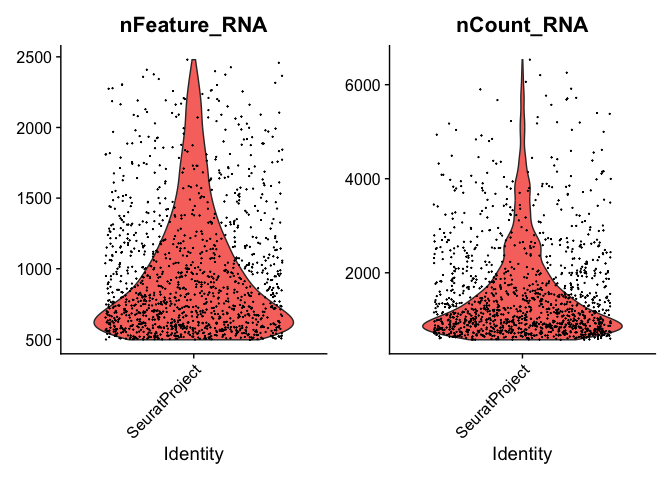 nFeature_RNA
2500
2000
1500
1000
500
SeuratProject
Identity
nCount_RNA
6000
4000
2000
SeuratProject
Identity